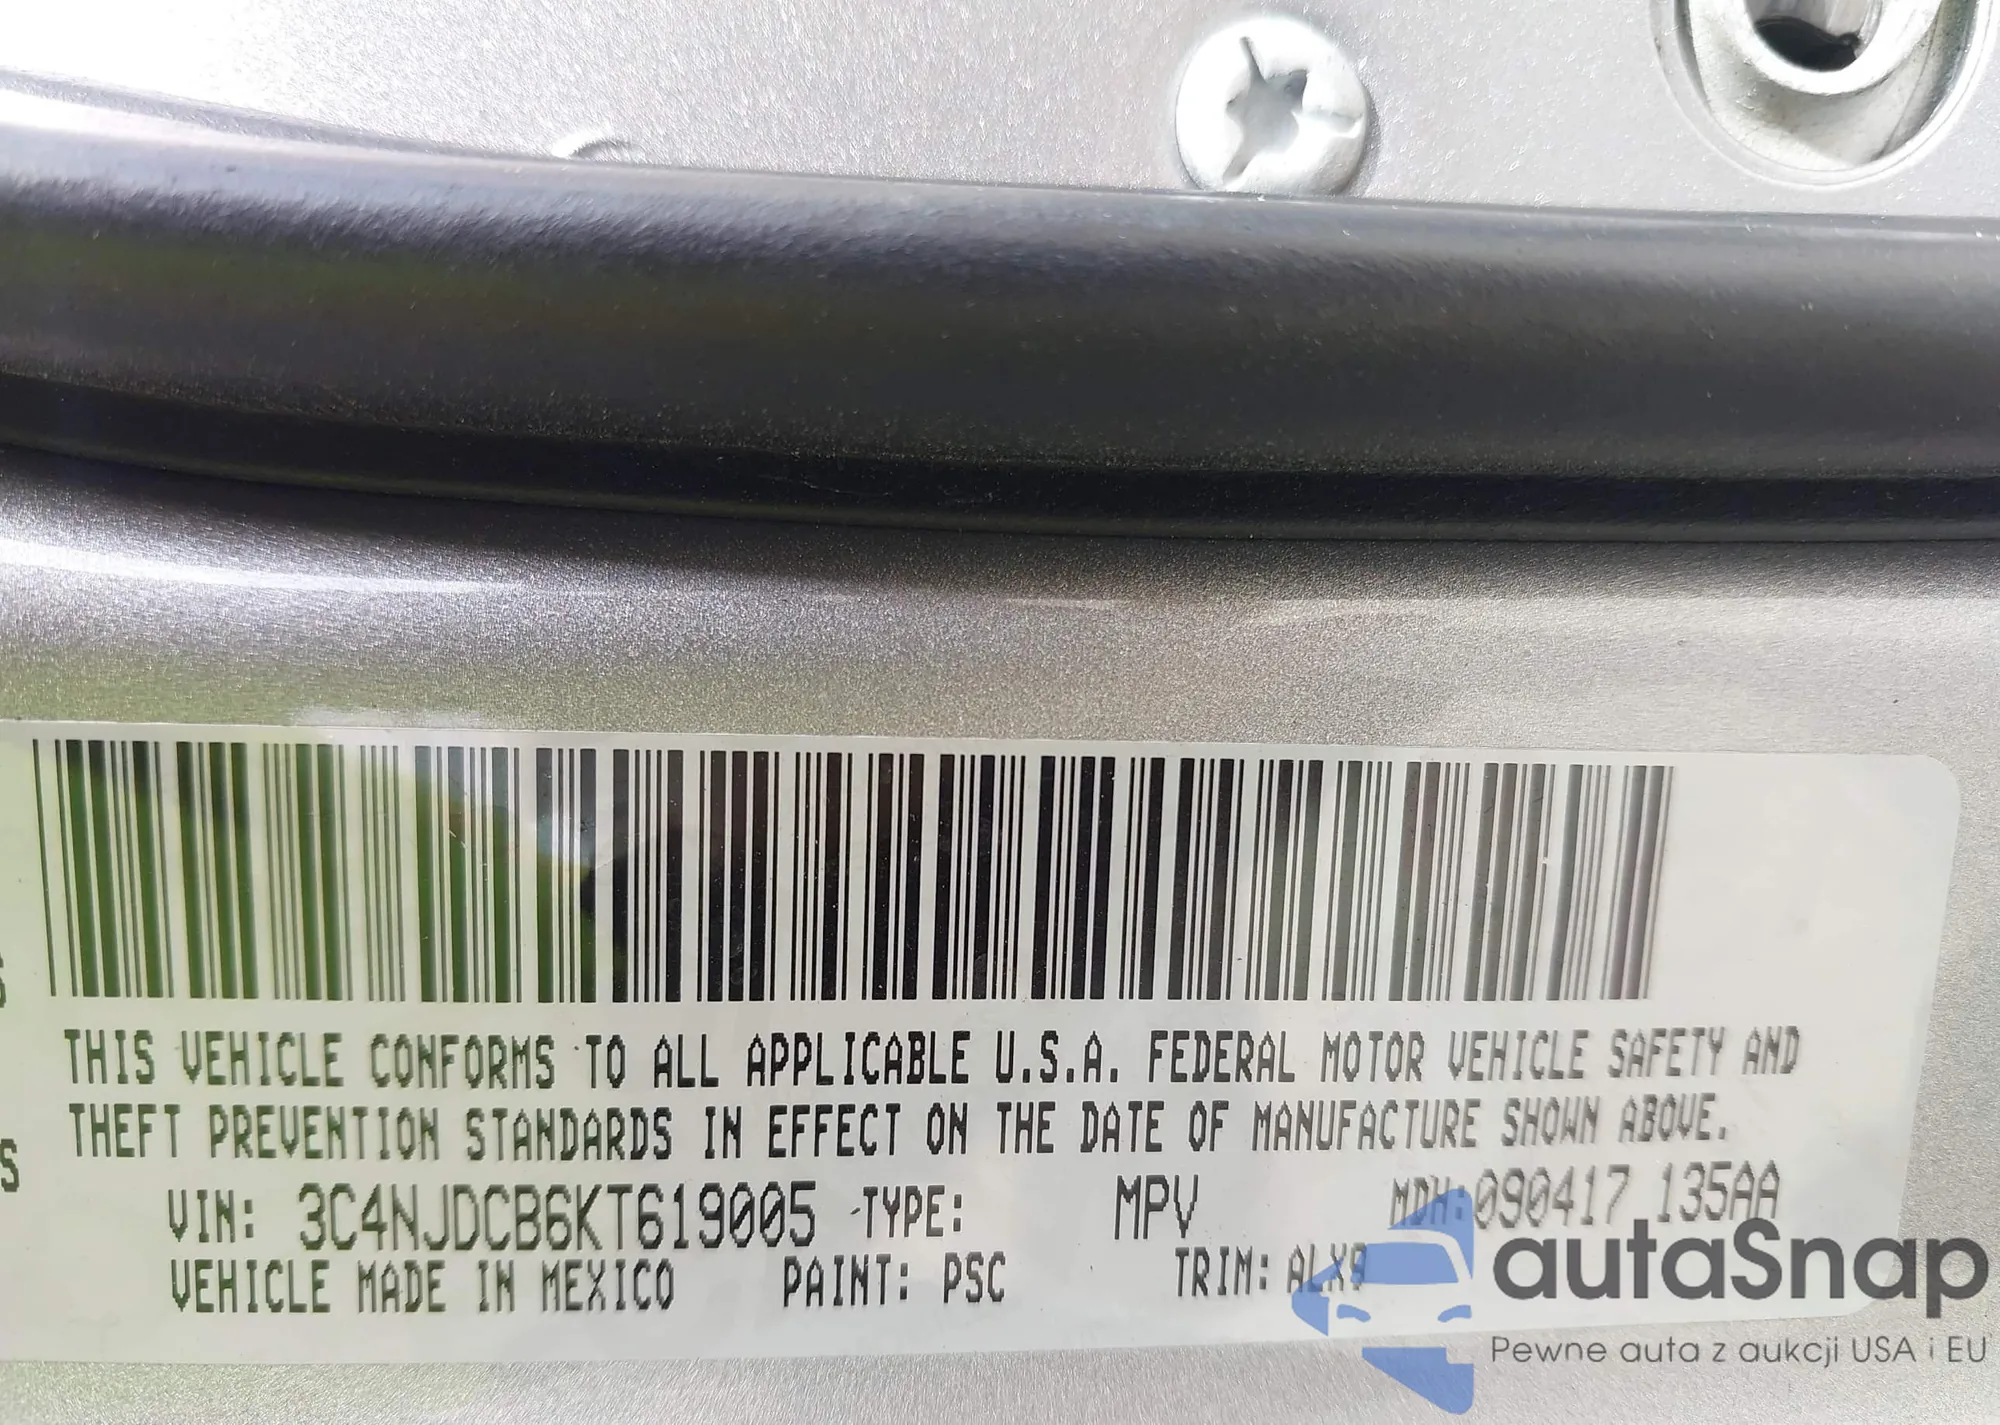 THIS VEHICLE CONFORMS TO ALL APPLICABLE U.S.A. FEDERAL MOTOR VEHICLE SAFETY AND
THEFT PREVENTION STANDARDS IN EFFECT ON THE DATE OF MANUFACTURE SHOWN ABOVE.
VIN: 3C4NJDCB6KT619005 TYPE: MPV MDH:090417 135AA
VEHICLE MADE IN MEXICO PAINT: PSC TRIM: ALX9
S
autaSnap
Pewne auta z aukcji USA i EU